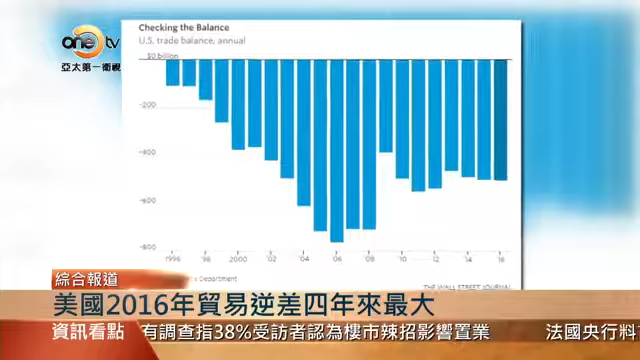 one tv
亞太第一衛視
Checking the Balance
U.S. trade balance, annual
$0 billion
-200
-400
-600
-800
1996 '98 2000 '02 '04 '06 '08 '10 '12 '14 '16
Department
THE WALL STREET JOURNAL
綜合報道
美國2016年貿易逆差四年來最大
資訊看點 有調查指38%受訪者認為樓市辣招影響置業 法國央行料